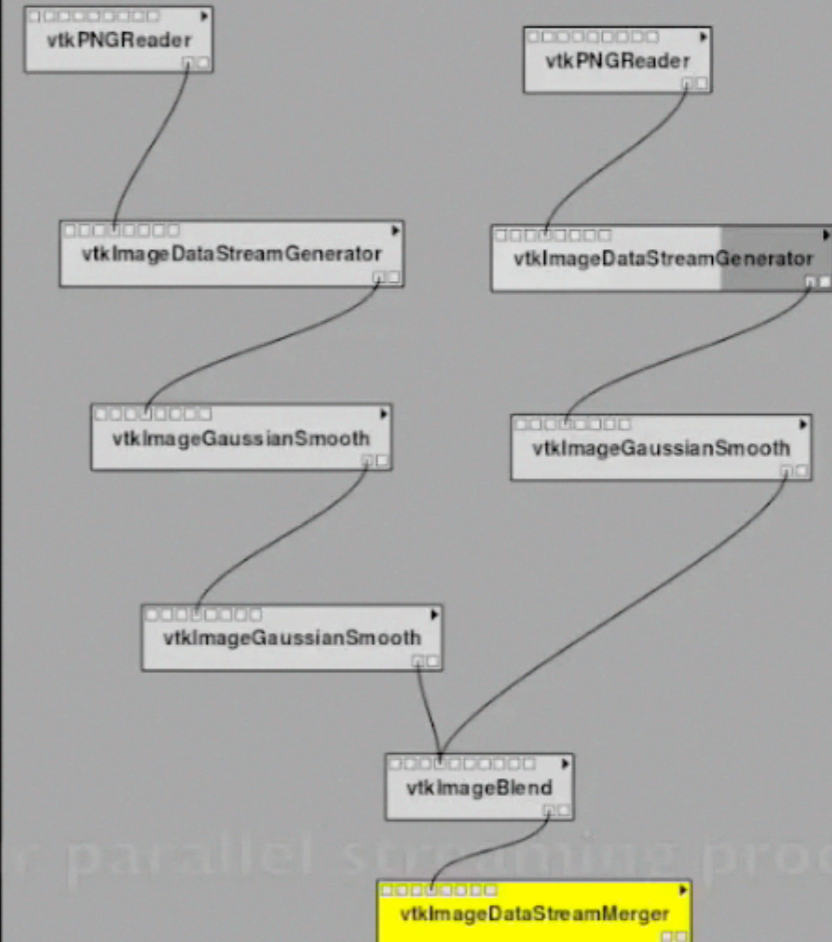 vtkPNGReader
vtkPNGReader
vtkImageDataStreamGenerator
vtkImageDataStreamGenerator
vtkImageGaussianSmooth
vtkImageGaussianSmooth
vtkImageGaussianSmooth
vtkImageBlend
parallel streaming
vtkImageDataStreamMerger